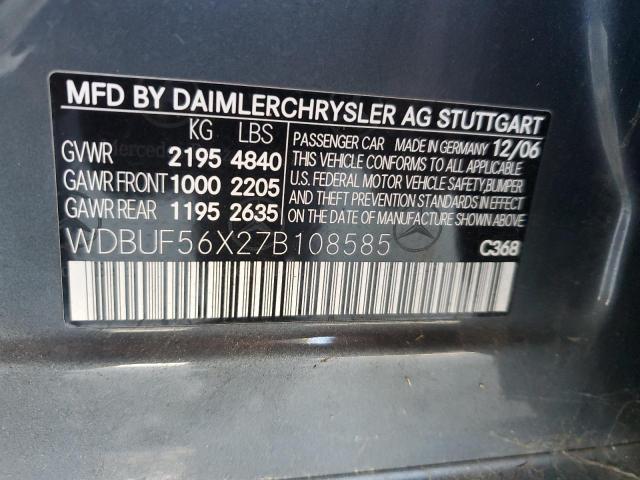 MFD BY DAIMLERCHRYSLER AG STUTTGART
KG LBS
GVWR 2195 4840
GAWR FRONT 1000 2205
GAWR REAR 1195 2635
PASSENGER CAR MADE IN GERMANY 12/06
THIS VEHICLE CONFORMS TO ALL APPLICABLE
U.S. FEDERAL MOTOR VEHICLE SAFETY, BUMPER
AND THEFT PREVENTION STANDARDS IN EFFECT
ON THE DATE OF MANUFACTURE SHOWN ABOVE.
WDBUF56X27B108585
C368